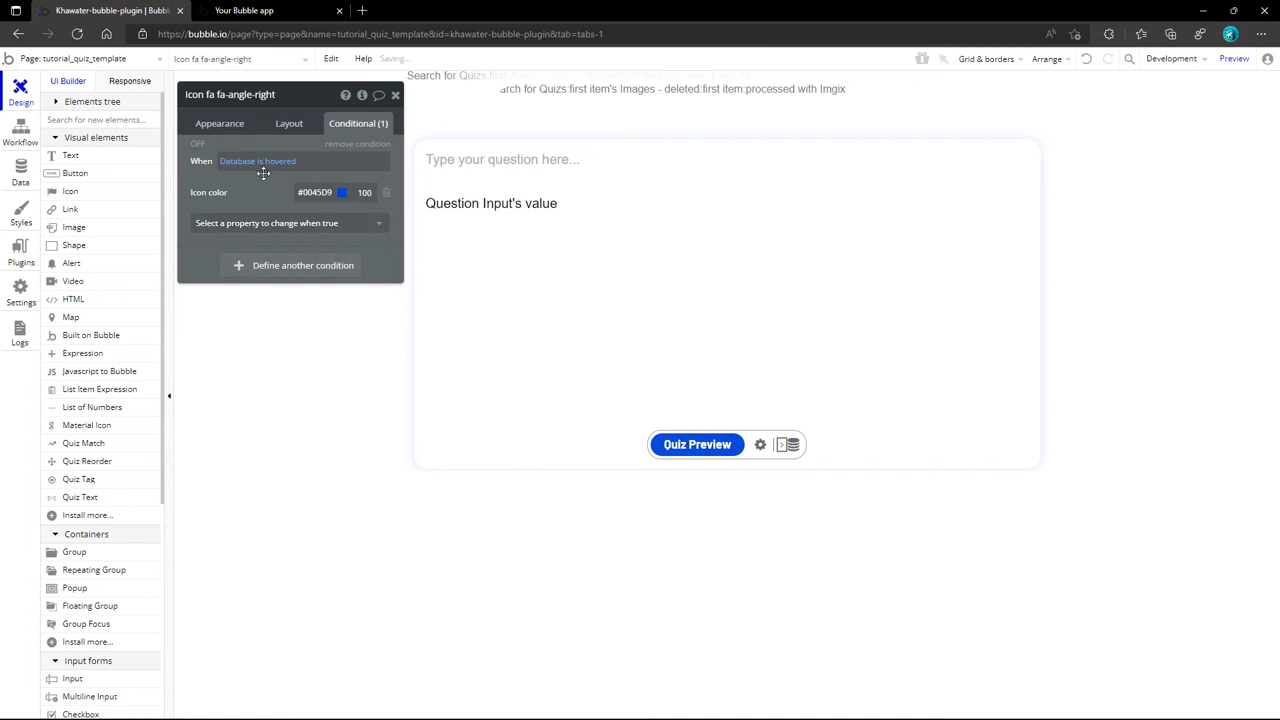 Khawater-bubble-plugin | Bubbl
Your Bubble app
https://bubble.io/page?type=page&name=tutorial_quiz_template&id=khawater-bubble-plugin&tab=tabs-1
Page: tutorial_quiz_template
Icon fa fa-angle-right
Edit
Help
Saving...
Grid & borders
Arrange
Development
Preview
Design
Workflow
Data
Styles
Plugins
Settings
Logs
UI Builder
Responsive
Elements tree
Search for new elements...
Visual elements
Text
Button
Icon
Link
Image
Shape
Alert
Video
HTML
Map
Built on Bubble
Expression
Javascript to Bubble
List Item Expression
List of Numbers
Material Icon
Quiz Match
Quiz Reorder
Quiz Tag
Quiz Text
Install more...
Containers
Group
Repeating Group
Popup
Floating Group
Group Focus
Install more...
Input forms
Input
Multiline Input
Checkbox
Icon fa fa-angle-right
Appearance
Layout
Conditional (1)
OFF
remove condition
When
Database is hovered
Icon color
#0045D9
100
Select a property to change when true
Define another condition
Search for Quizs
arch for Quizs:first item's Images - deleted:first item:processed with Imgix
Type your question here...
Question Input's value
Quiz Preview